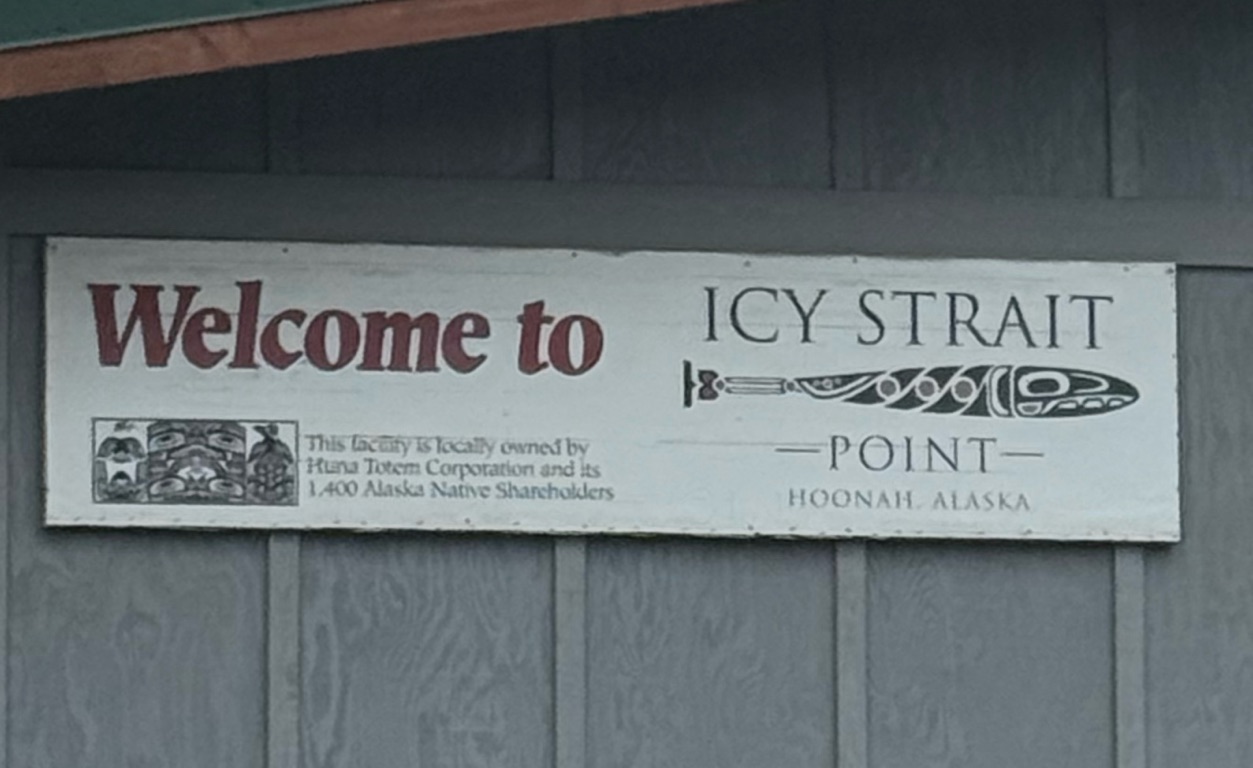 Welcome to
This facility is locally owned by
Huna Totem Corporation and its
1,400 Alaska Native Shareholders
ICY STRAIT
—POINT—
HOONAH, ALASKA